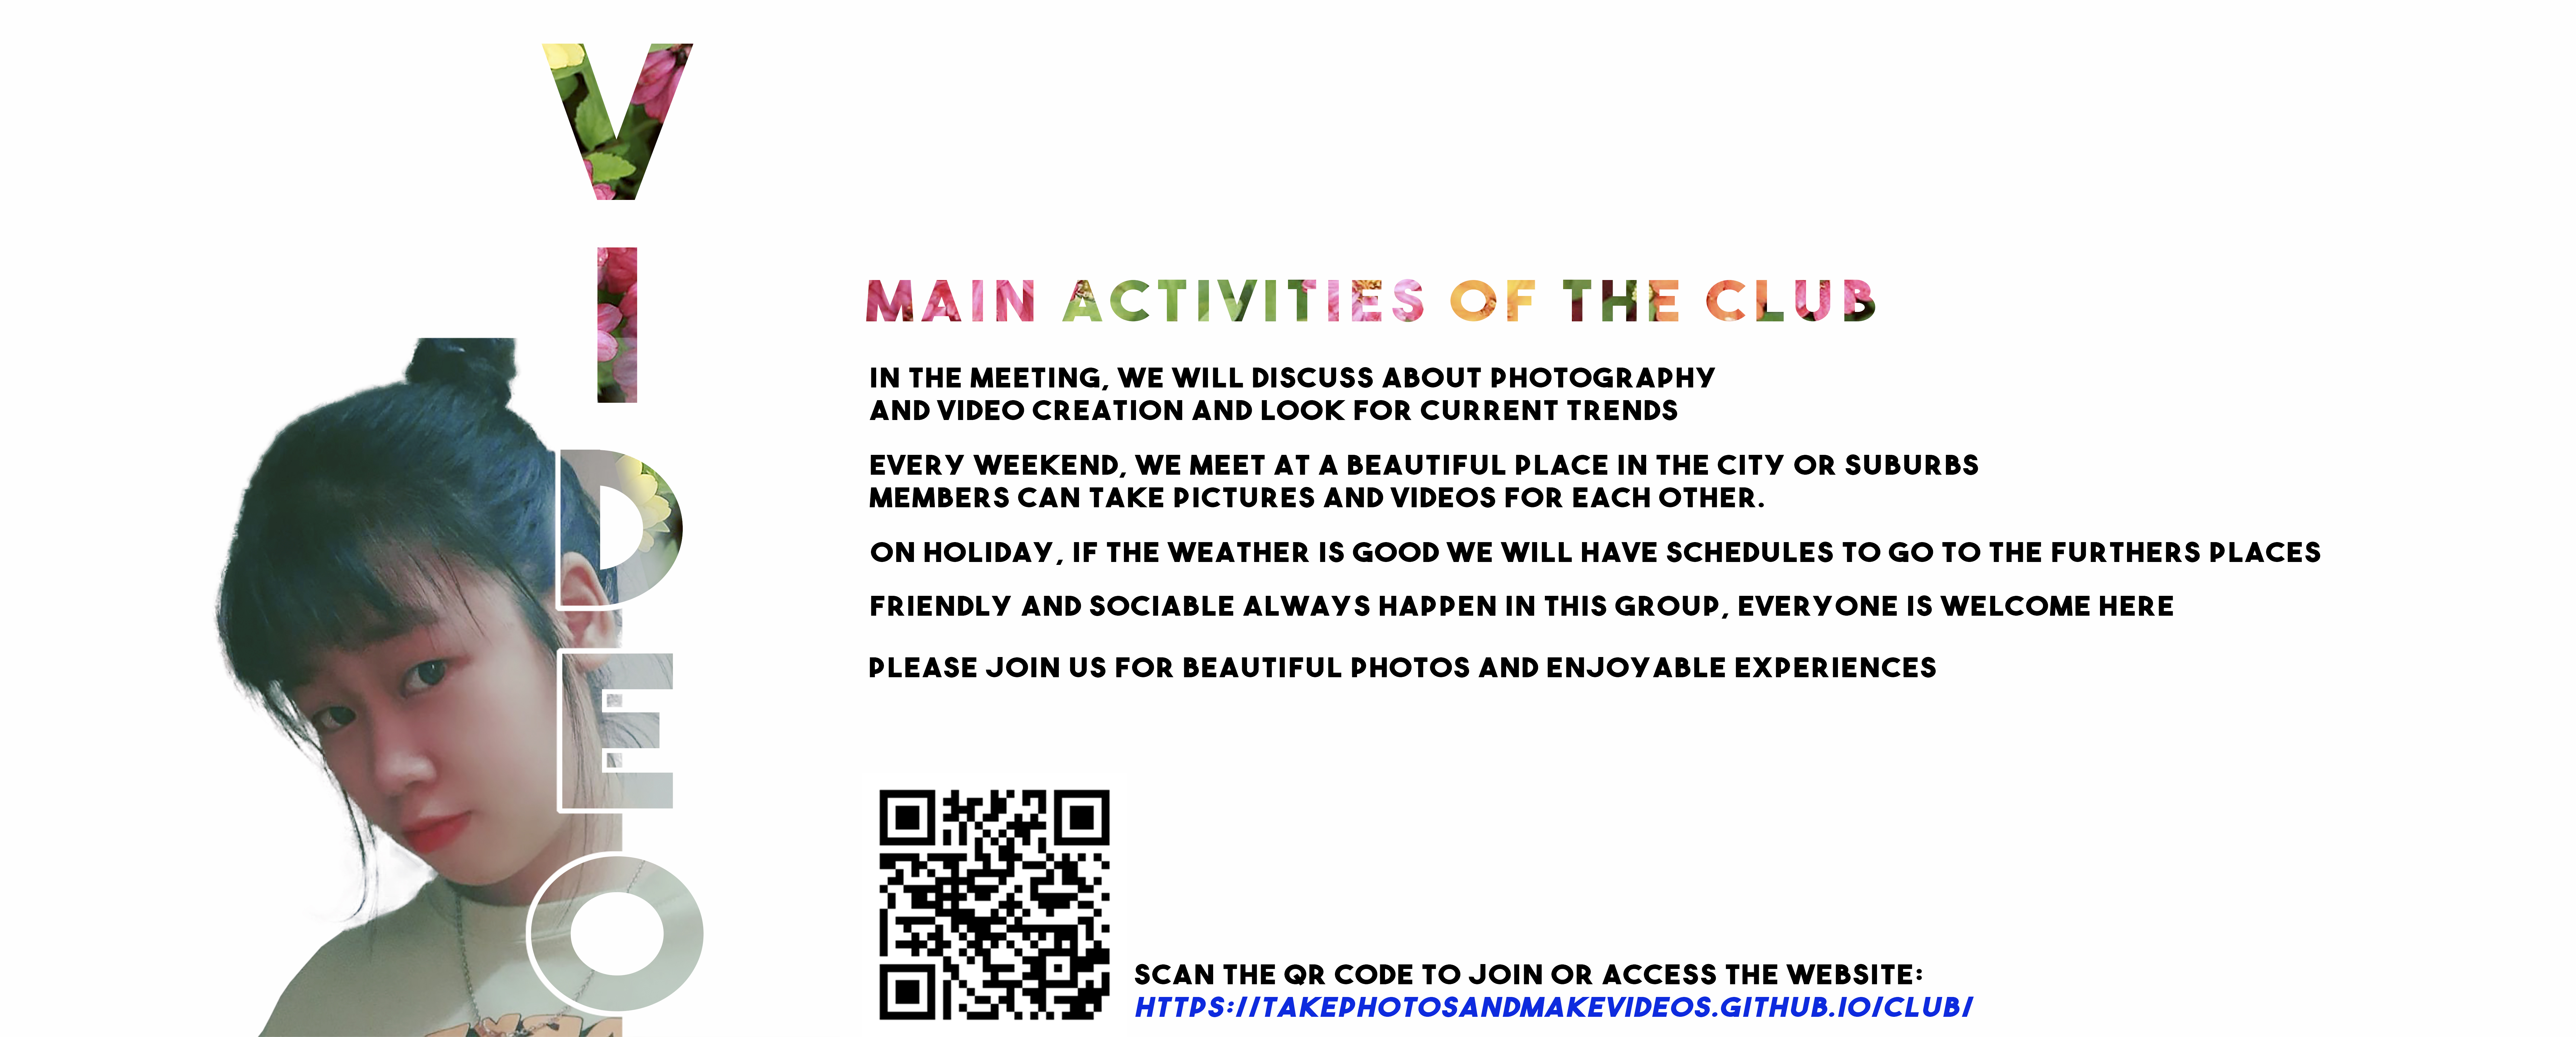 VIDEO
MAIN ACTIVITIES OF THE CLUB
IN THE MEETING, WE WILL DISCUSS ABOUT PHOTOGRAPHY
AND VIDEO CREATION AND LOOK FOR CURRENT TRENDS
EVERY WEEKEND, WE MEET AT A BEAUTIFUL PLACE IN THE CITY OR SUBURBS
MEMBERS CAN TAKE PICTURES AND VIDEOS FOR EACH OTHER.
ON HOLIDAY, IF THE WEATHER IS GOOD WE WILL HAVE SCHEDULES TO GO TO THE FURTHERS PLACES
FRIENDLY AND SOCIABLE ALWAYS HAPPEN IN THIS GROUP, EVERYONE IS WELCOME HERE
PLEASE JOIN US FOR BEAUTIFUL PHOTOS AND ENJOYABLE EXPERIENCES
SCAN THE QR CODE TO JOIN OR ACCESS THE WEBSITE:
HTTPS://TAKEPHOTOSANDMAKEVIDEOS.GITHUB.IO/CLUB/